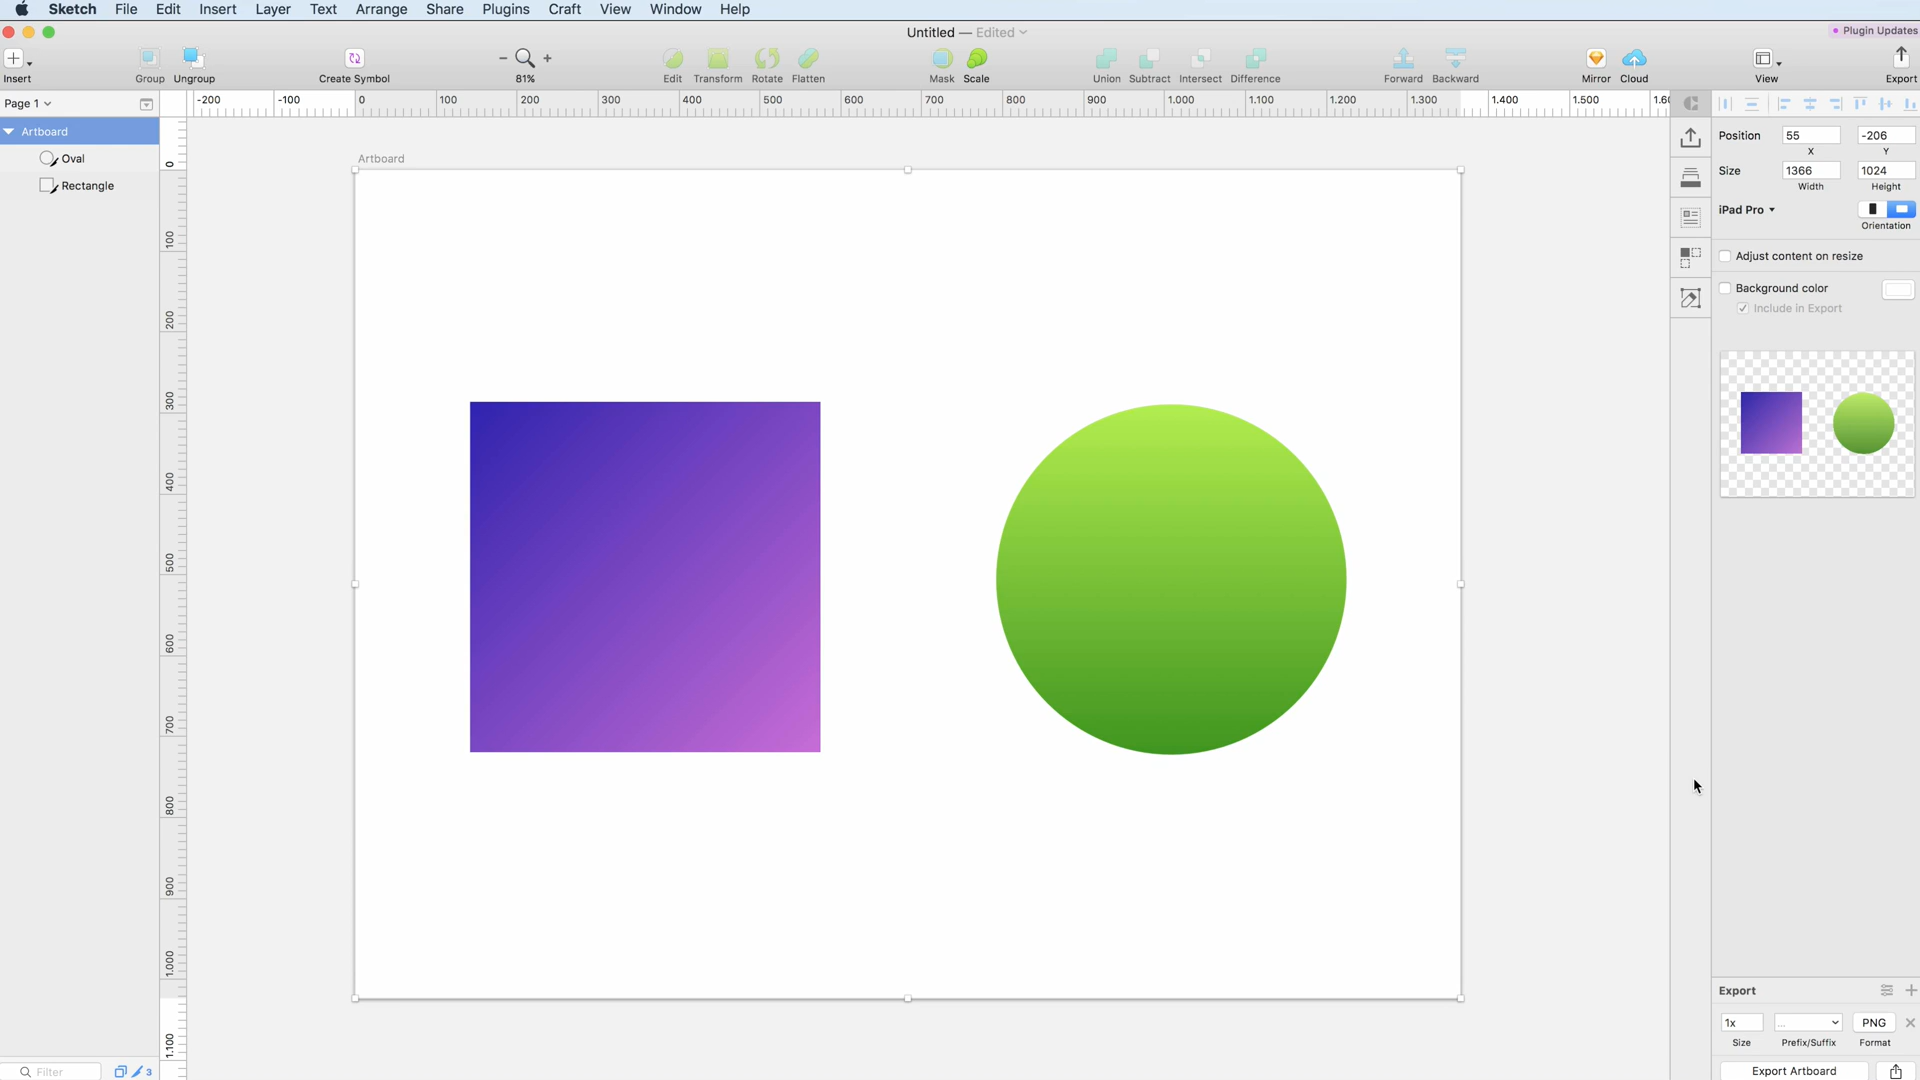 Sketch File Edit Insert Layer Text Arrange Share Plugins Craft View Window Help
Untitled — Edited
Plugin Updates
Insert Group Ungroup Create Symbol 81% Edit Transform Rotate Flatten Mask Scale Union Subtract Intersect Difference Forward Backward Mirror Cloud View Export
Page 1
-200 -100 0 100 200 300 400 500 600 700 800 900 1.000 1.100 1.200 1.300 1.400 1.500
Artboard
Oval
Rectangle
0
100
200
300
400
500
600
700
800
900
1.000
1.100
Artboard
Position 55 -206
X Y
Size 1366 1024
Width Height
iPad Pro
Orientation
Adjust content on resize
Background color
Include in Export
Export
1x ... PNG
Size Prefix/Suffix Format
Export Artboard
Filter 3